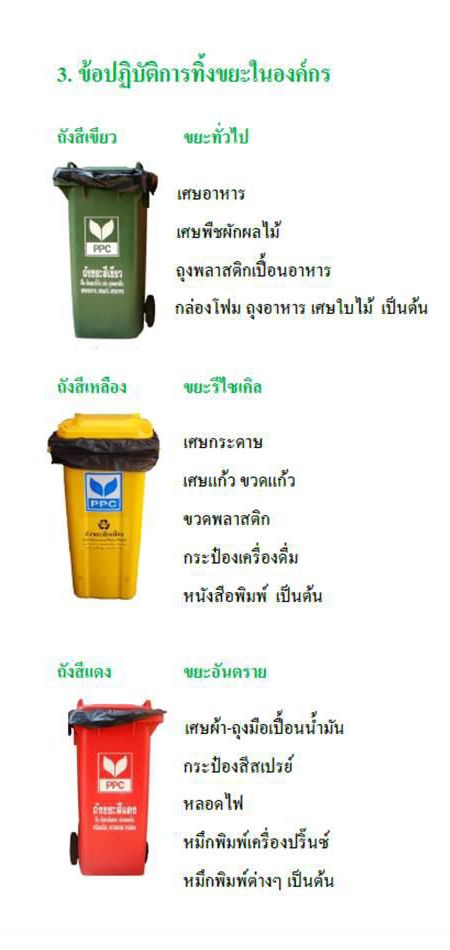 3. ข้อปฏิบัติการทิ้งขยะในองค์กร
ถังสีเขียว ขยะทั่วไป
เศษอาหาร
เศษพืชผักผลไม้
ถุงพลาสติกเปื้อนอาหาร
กล่องโฟม ถุงอาหาร เศษใบไม้ เป็นต้น
PPC
ถังขยะสีเขียว
ถังสีเหลือง ขยะรีไซเคิล
เศษกระดาษ
เศษแก้ว ขวดแก้ว
ขวดพลาสติก
กระป๋องเครื่องดื่ม
หนังสือพิมพ์ เป็นต้น
PPC
ถังขยะสีเหลือง
ถังสีแดง ขยะอันตราย
เศษผ้า-ถุงมือเปื้อนน้ำมัน
กระป๋องสีสเปรย์
หลอดไฟ
หมึกพิมพ์เครื่องปริ๊นซ์
หมึกพิมพ์ต่างๆ เป็นต้น
PPC
ถังขยะสีแดง